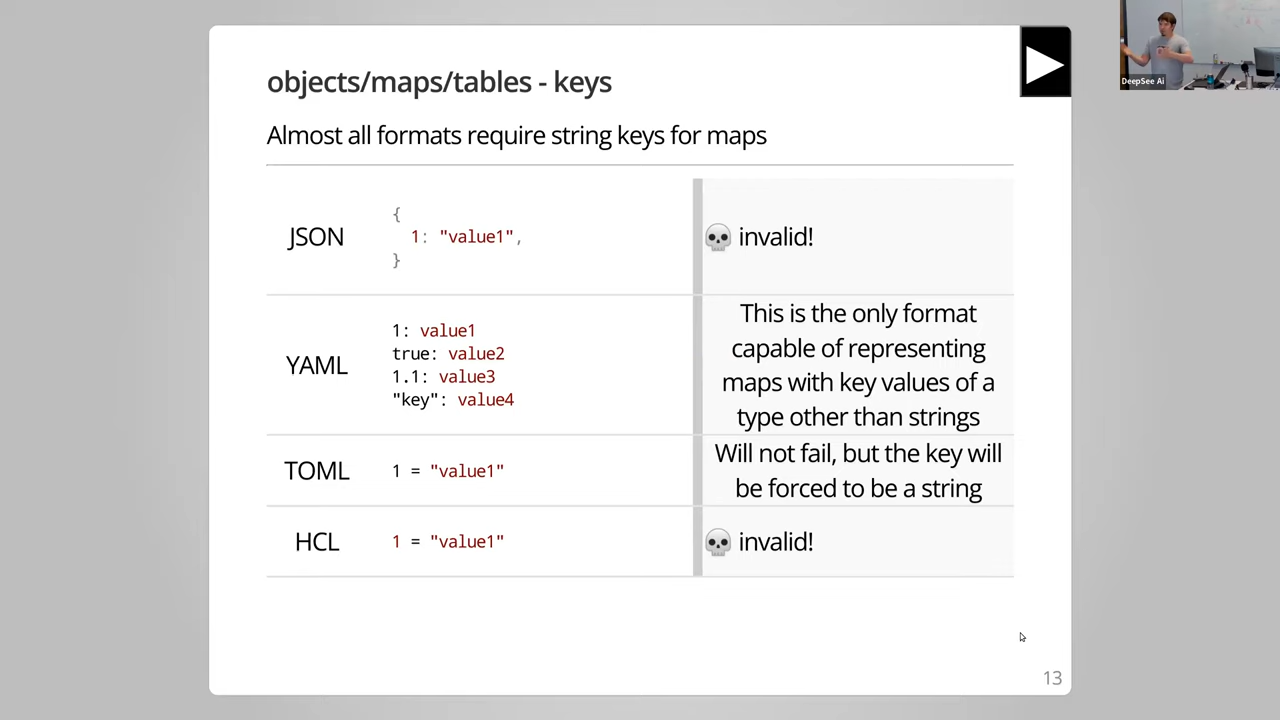 DeepSee Ai
objects/maps/tables - keys
Almost all formats require string keys for maps
JSON
{
1: "value1",
}
💀 invalid!
YAML
1: value1
true: value2
1.1: value3
"key": value4
This is the only format
capable of representing
maps with key values of a
type other than strings
TOML
1 = "value1"
Will not fail, but the key will
be forced to be a string
HCL
1 = "value1"
💀 invalid!
13